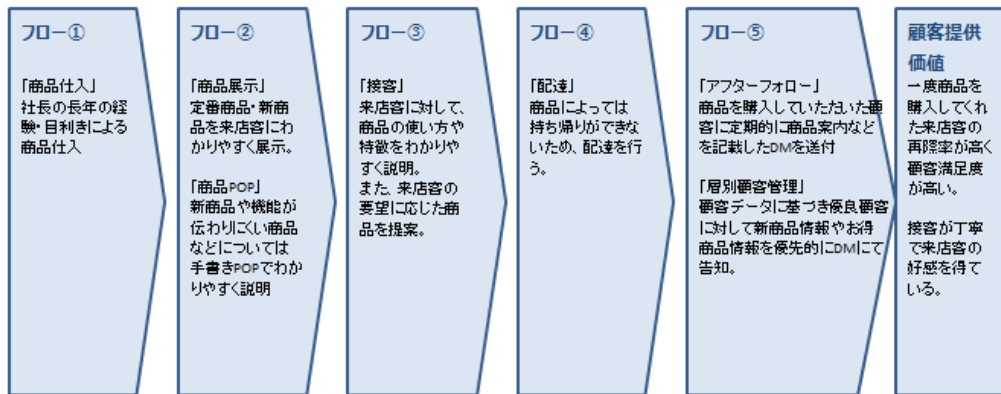 フロー①
「商品仕入」
社長の長年の経
験・目利きによる
商品仕入
フロー②
「商品展示」
定番商品・新商
品を来店客にわ
かりやすく展示。
「商品POP」
新商品や機能が
伝わりにくい商品
などについては
手書きPOPでわか
りやすく説明
フロー③
「接客」
来店客に対して、
商品の使い方や
特徴をわかりや
すく説明。
また、来店客の
要望に応じた商
品を提案。
フロー④
「配達」
商品によっては
持ち帰りができな
いため、配達を行
う。
フロー⑤
「アフターフォロー」
商品を購入していただいた顧
客に定期的に商品案内など
を記載したDMを送付
「層別顧客管理」
顧客データに基づき優良顧客
に対して新商品情報やお得
商品情報を優先的にDMにて
告知。
顧客提供
価値
一度商品を
購入してくれ
た来店客の
再来率が高く
顧客満足度
が高い。
接客が丁寧
で来店客の
好感を得て
いる。